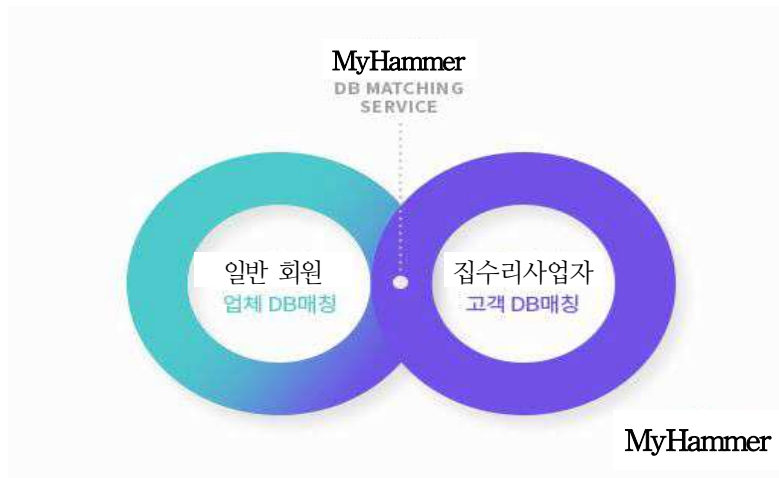 MyHammer
DB MATCHING
SERVICE
일반 회원
업체 DB매칭
집수리사업자
고객 DB매칭
MyHammer